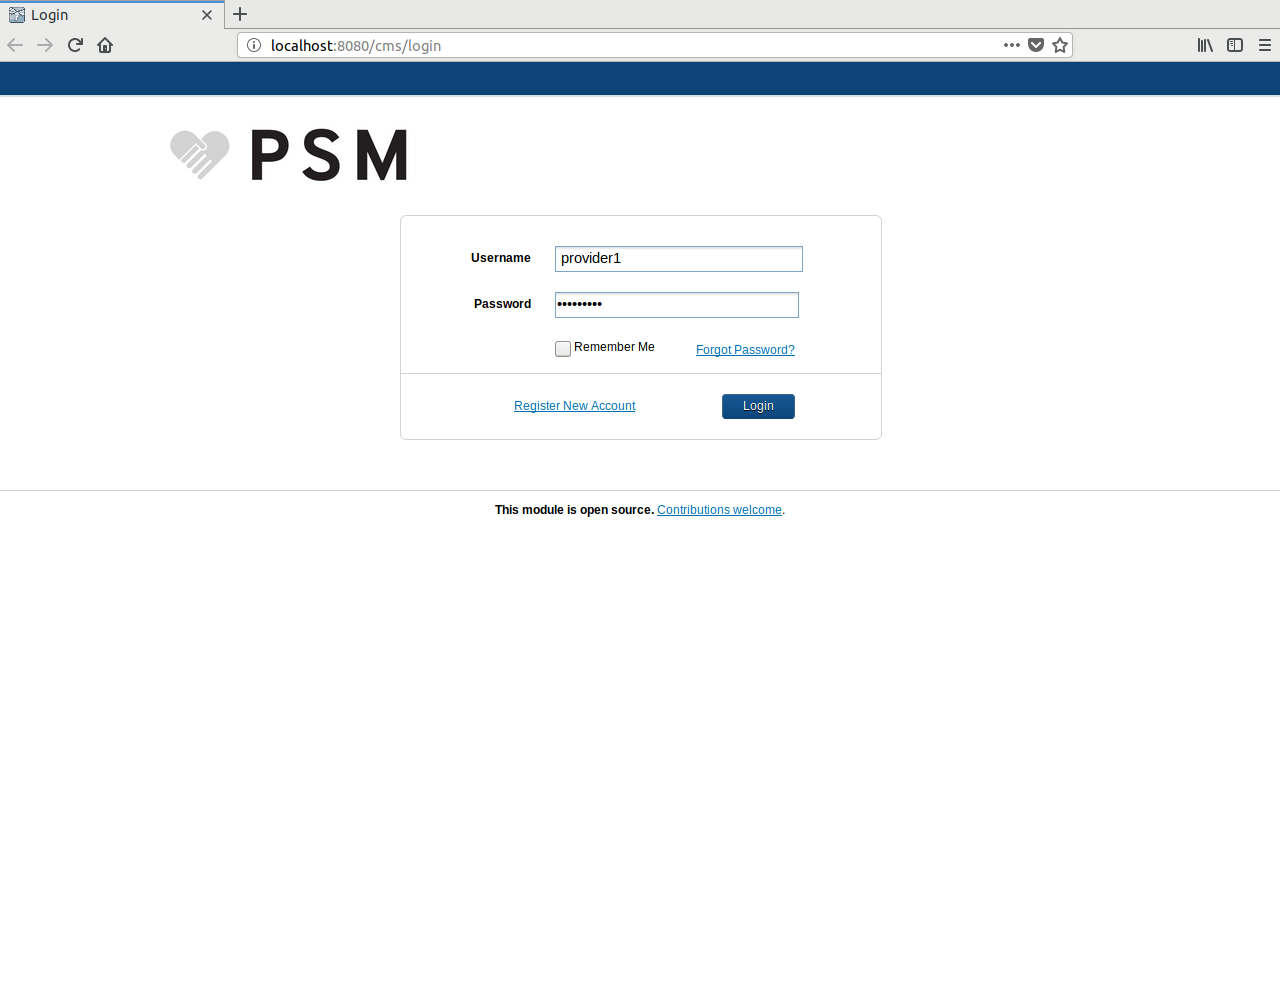 Login
localhost:8080/cms/login
PSM
Username provider1
Password •••••••••
Remember Me Forgot Password?
Register New Account Login
This module is open source. Contributions welcome.